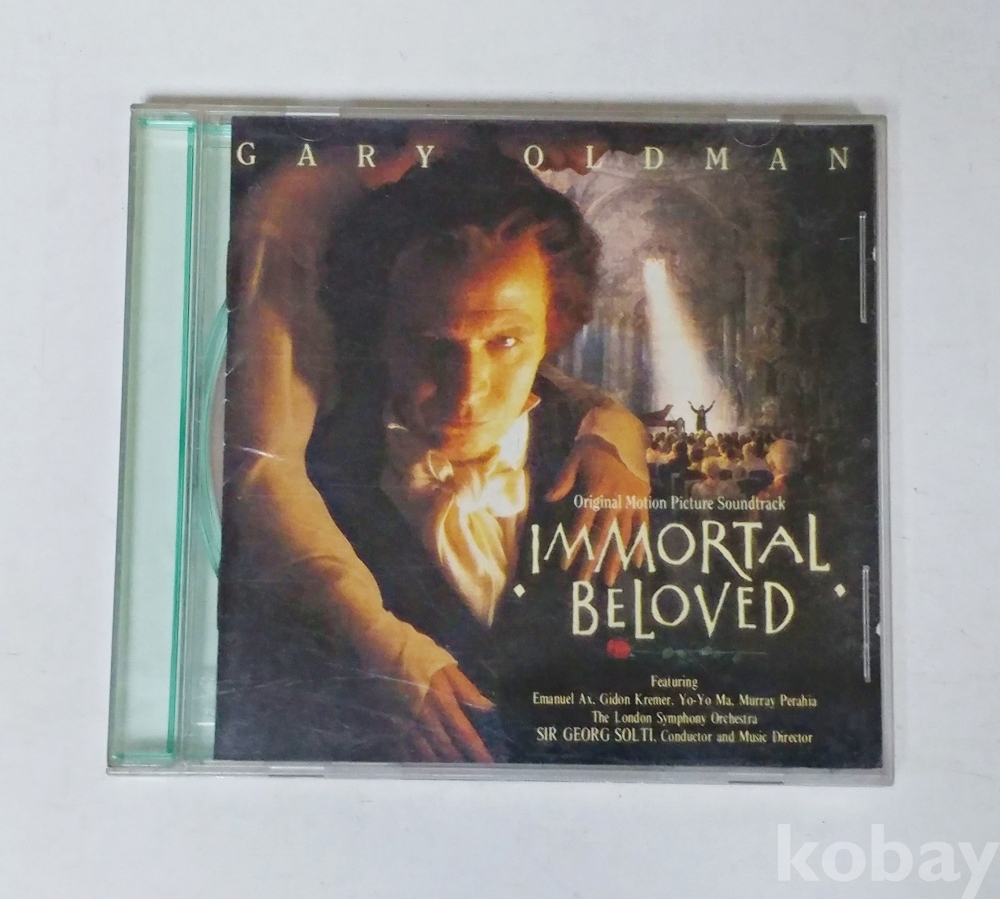 GARY OLDMAN
Original Motion Picture Soundtrack
IMMORTAL
· BELOVED ·
Featuring
Emanuel Ax, Gidon Kremer, Yo-Yo Ma, Murray Perahia
The London Symphony Orchestra
SIR GEORG SOLTI, Conductor and Music Director
kobay